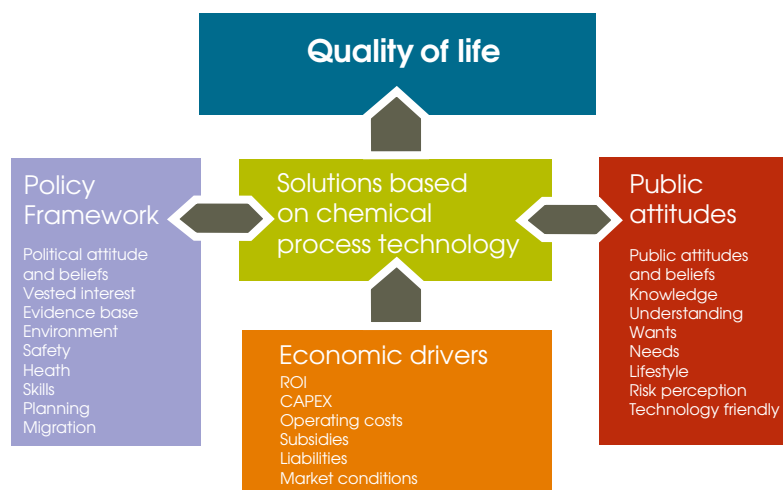 Quality of life
Policy
Framework
Political attitude
and beliefs
Vested interest
Evidence base
Environment
Safety
Heath
Skills
Planning
Migration
Solutions based
on chemical
process technology
Public
attitudes
Public attitudes
and beliefs
Knowledge
Understanding
Wants
Needs
Lifestyle
Risk perception
Technology friendly
Economic drivers
ROI
CAPEX
Operating costs
Subsidies
Liabilities
Market conditions